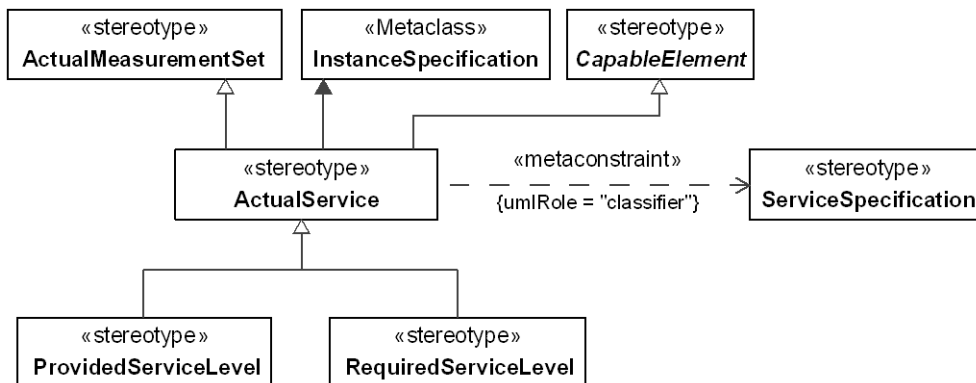 «stereotype»
ActualMeasurementSet
«Metaclass»
InstanceSpecification
«stereotype»
CapableElement
«stereotype»
ActualService
«metaconstraint»
{umlRole = "classifier"}
«stereotype»
ServiceSpecification
«stereotype»
ProvidedServiceLevel
«stereotype»
RequiredServiceLevel